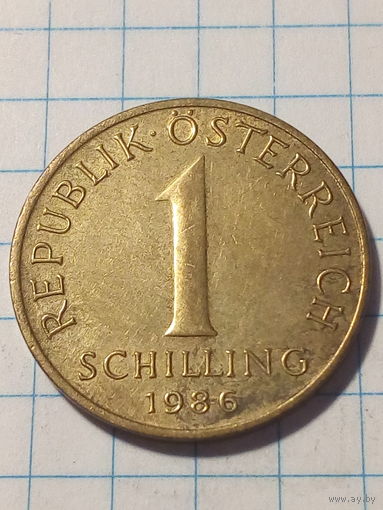 REPUBLIK · ÖSTERREICH
1
SCHILLING
1986
www.ay.by